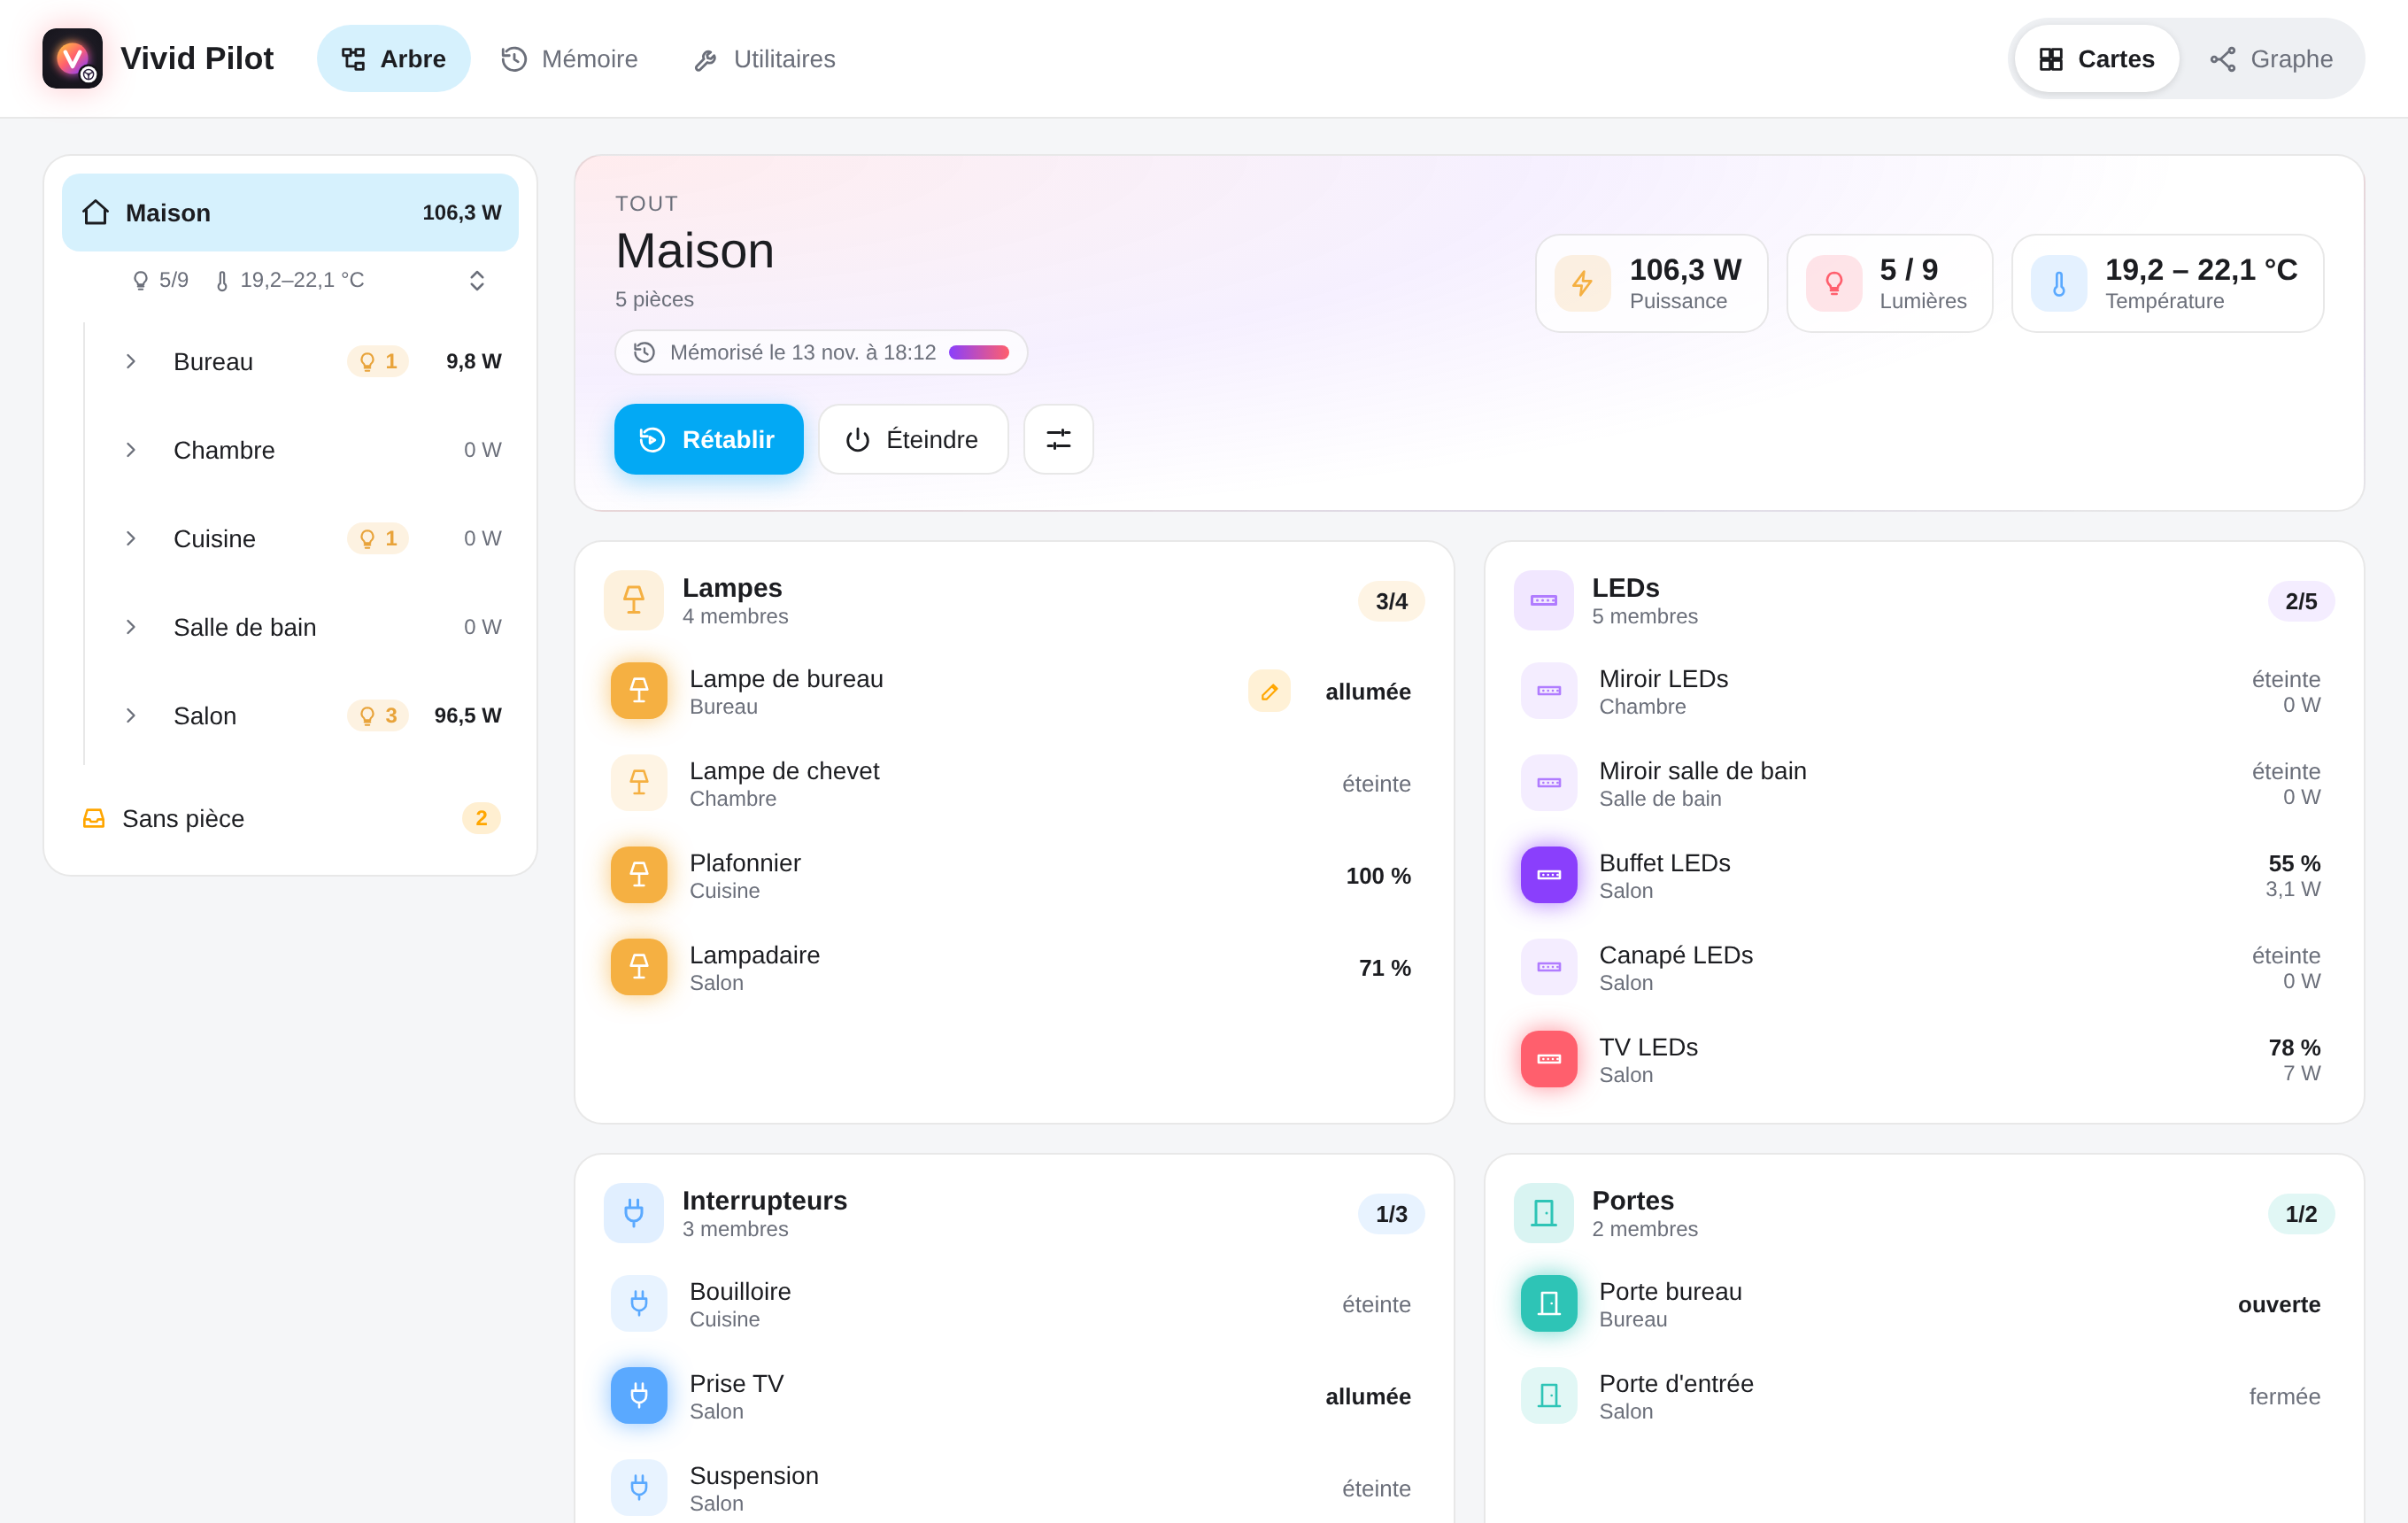 Vivid Pilot
Arbre
Mémoire
Utilitaires
Cartes
Graphe
Maison
106,3 W
5/9
19,2–22,1 °C
Bureau
1
9,8 W
Chambre
0 W
Cuisine
1
0 W
Salle de bain
0 W
Salon
3
96,5 W
Sans pièce
2
TOUT
Maison
5 pièces
Mémorisé le 13 nov. à 18:12
Rétablir
Éteindre
106,3 W
Puissance
5 / 9
Lumières
19,2 – 22,1 °C
Température
Lampes
4 membres
3/4
Lampe de bureau
Bureau
allumée
Lampe de chevet
Chambre
éteinte
Plafonnier
Cuisine
100 %
Lampadaire
Salon
71 %
LEDs
5 membres
2/5
Miroir LEDs
Chambre
éteinte
0 W
Miroir salle de bain
Salle de bain
éteinte
0 W
Buffet LEDs
Salon
55 %
3,1 W
Canapé LEDs
Salon
éteinte
0 W
TV LEDs
Salon
78 %
7 W
Interrupteurs
3 membres
1/3
Bouilloire
Cuisine
éteinte
Prise TV
Salon
allumée
Suspension
Salon
éteinte
Portes
2 membres
1/2
Porte bureau
Bureau
ouverte
Porte d'entrée
Salon
fermée